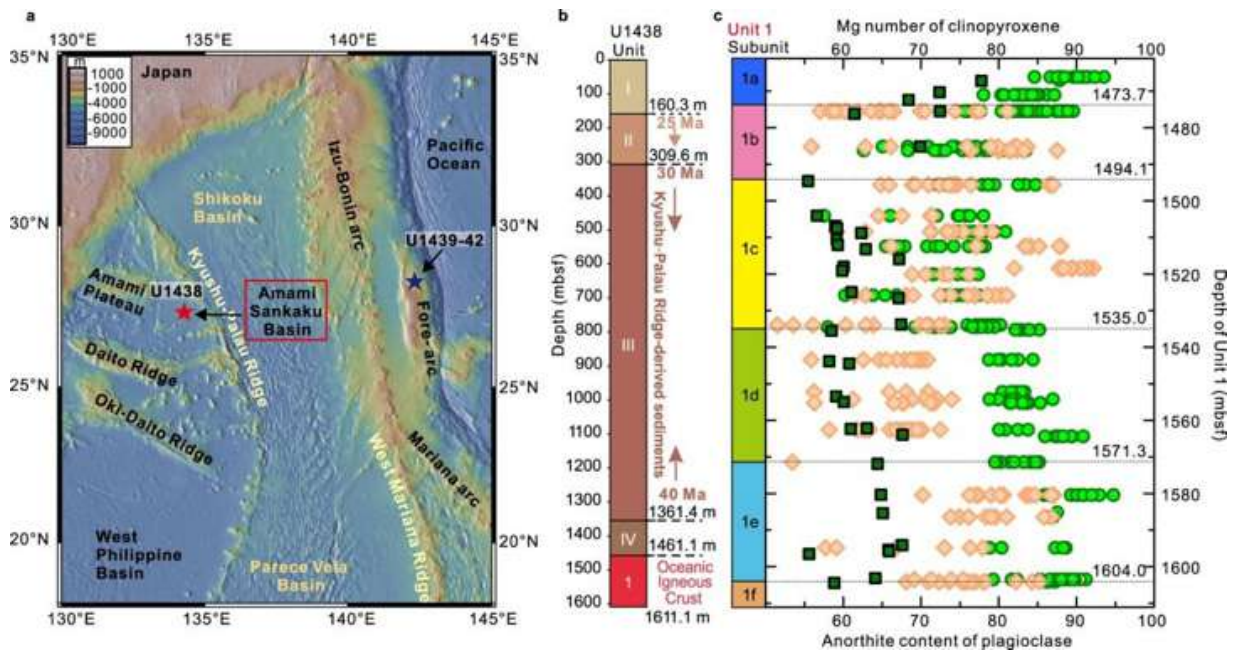 a
130°E 135°E 140°E 145°E
35°N
35°N
m
1000
-1000
-4000
-6000
-9000
Japan
Pacific
Ocean
Izu-Bonin arc
Shikoku
Basin
30°N
30°N
U1439-42
Kyushu-Palau Ridge
Amami
Plateau
U1438
Amami
Sankaku
Basin
Fore-arc
Daito Ridge
25°N
25°N
Oki-Daito Ridge
West Mariana Ridge
Mariana arc
20°N
20°N
West
Philippine
Basin
Parece Vela
Basin
130°E 135°E 140°E 145°E
b
U1438
Unit
Depth (mbsf)
0
100
200
300
400
500
600
700
800
900
1000
1100
1200
1300
1400
1500
1600
I
160.3 m
25 Ma
II
309.6 m
30 Ma
III
Kyushu-Palau Ridge-derived sediments
40 Ma
1361.4 m
IV
1461.1 m
1
Oceanic
Igneous
Crust
1611.1 m
c
Mg number of clinopyroxene
Unit 1
Subunit
60 70 80 90 100
1a
1473.7
1b
1494.1
1c
1535.0
1d
1571.3
1e
1604.0
1f
1480
1500
1520
1540
1560
1580
1600
Depth of Unit 1 (mbsf)
60 70 80 90 100
Anorthite content of plagioclase